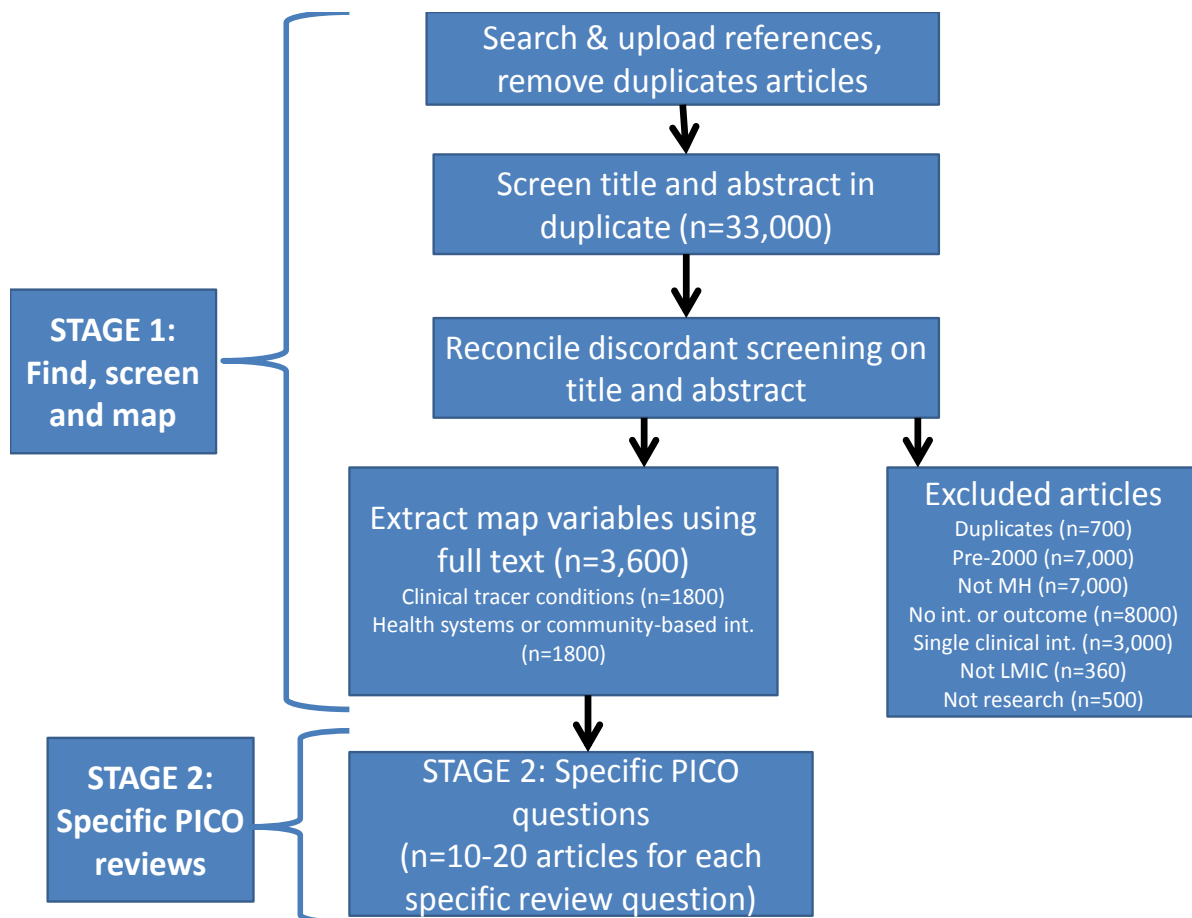 Search & upload references,
remove duplicates articles
Screen title and abstract in
duplicate (n=33,000)
STAGE 1:
Find, screen
and map
Reconcile discordant screening on
title and abstract
Extract map variables using
full text (n=3,600)
Clinical tracer conditions (n=1800)
Health systems or community-based int.
(n=1800)
Excluded articles
Duplicates (n=700)
Pre-2000 (n=7,000)
Not MH (n=7,000)
No int. or outcome (n=8000)
Single clinical int. (n=3,000)
Not LMIC (n=360)
Not research (n=500)
STAGE 2:
Specific PICO
reviews
STAGE 2: Specific PICO
questions
(n=10-20 articles for each
specific review question)